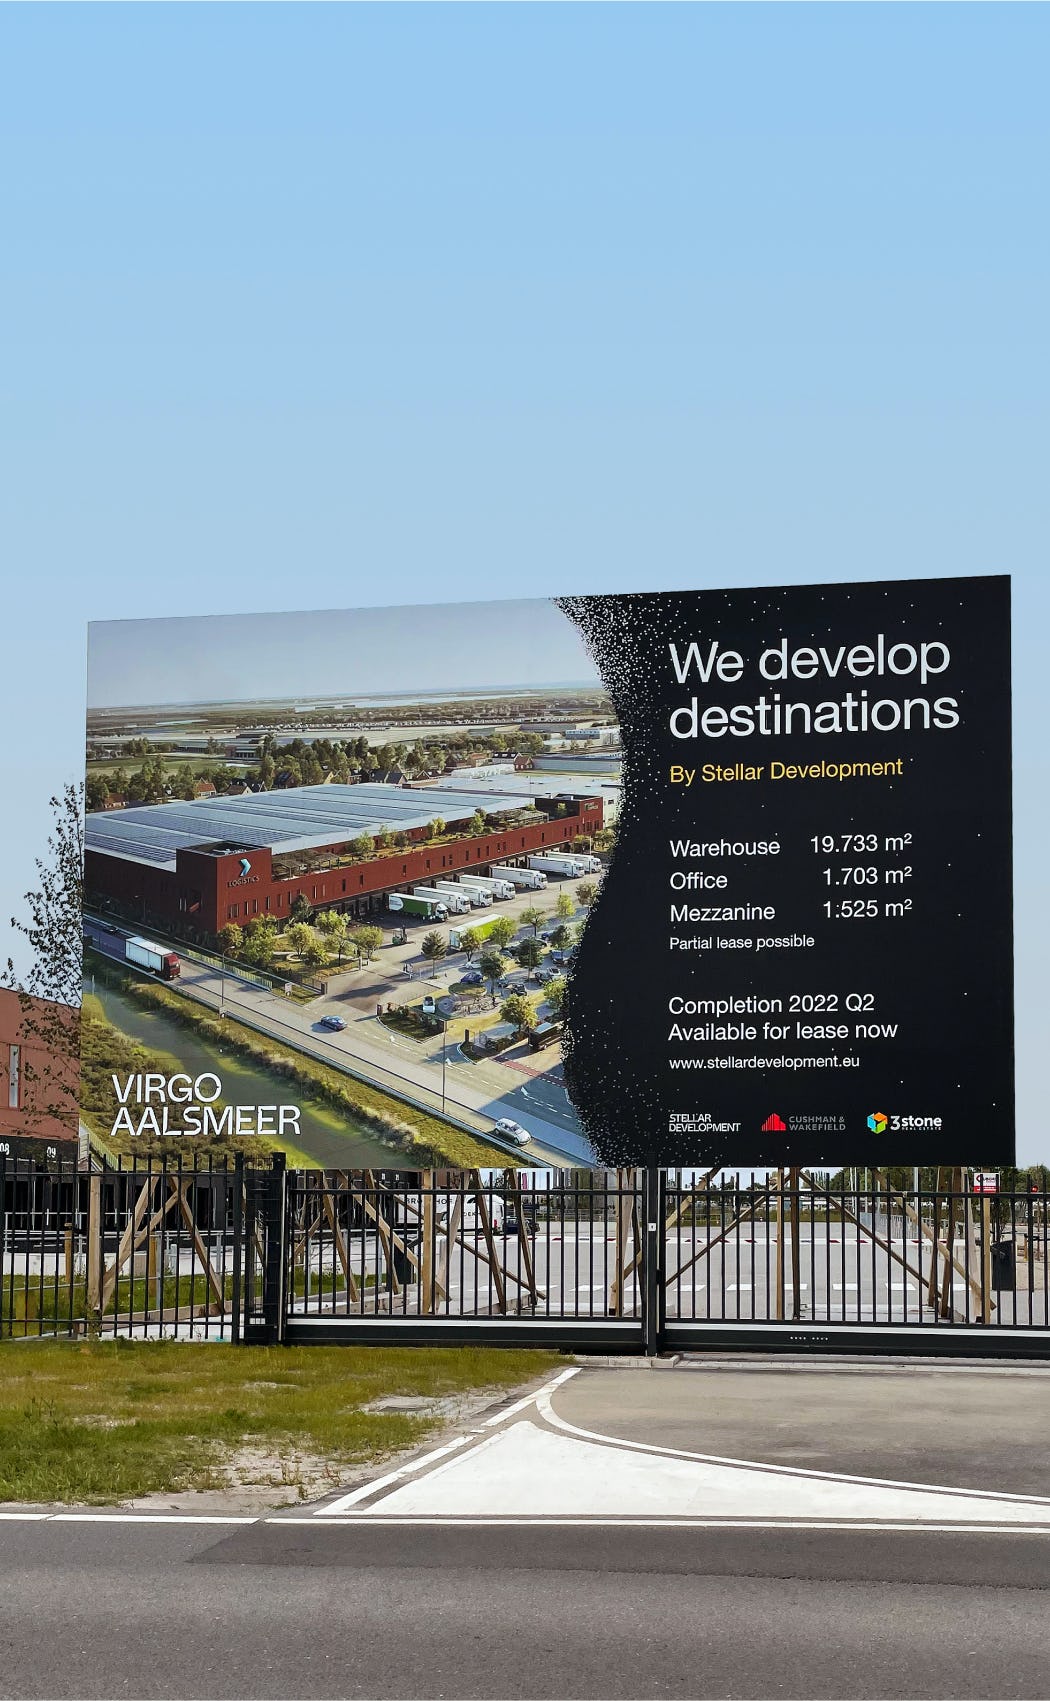 We develop
destinations
By Stellar Development
Warehouse 19.733 m²
Office 1.703 m²
Mezzanine 1.525 m²
Partial lease possible
Completion 2022 Q2
Available for lease now
www.stellardevelopment.eu
STELLAR
DEVELOPMENT
CUSHMAN &
WAKEFIELD
3stone
REAL ESTATE
LOGISTICS
VIRGO
AALSMEER